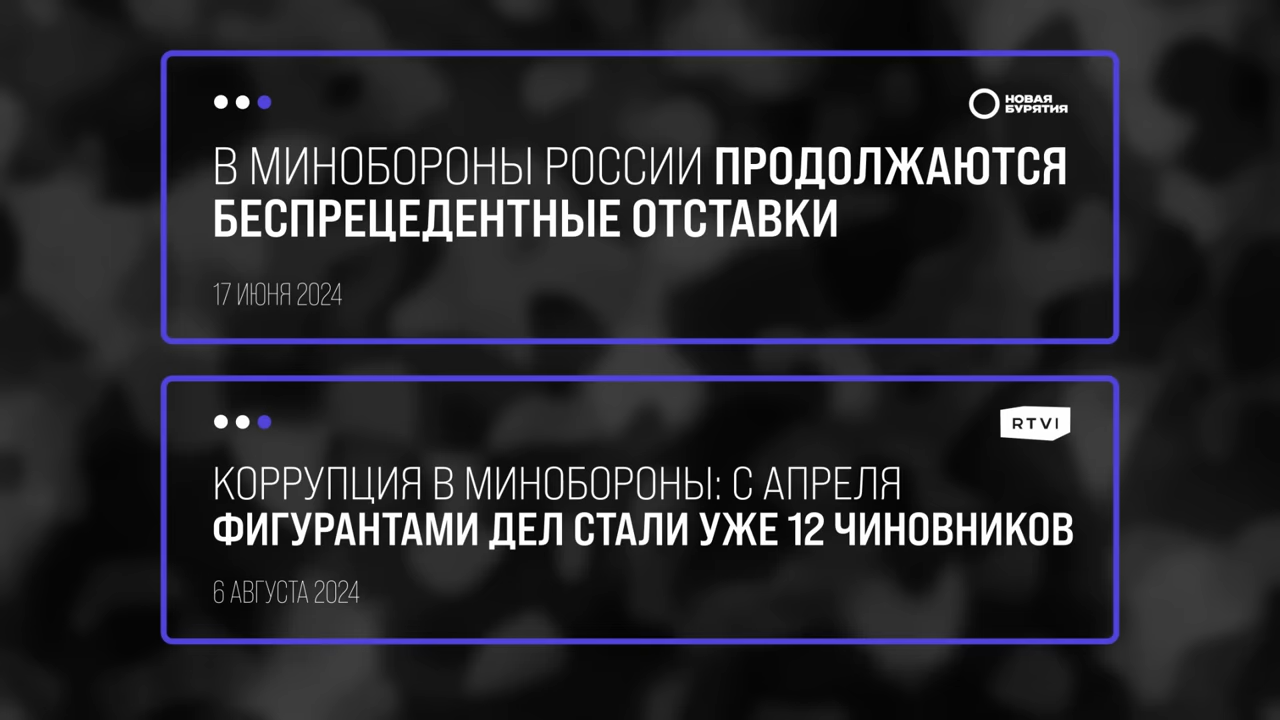 НОВАЯ
БУРЯТИЯ
В МИНОБОРОНЫ РОССИИ ПРОДОЛЖАЮТСЯ
БЕСПРЕЦЕДЕНТНЫЕ ОТСТАВКИ
17 ИЮНЯ 2024
RTVI
КОРРУПЦИЯ В МИНОБОРОНЫ: С АПРЕЛЯ
ФИГУРАНТАМИ ДЕЛ СТАЛИ УЖЕ 12 ЧИНОВНИКОВ
6 АВГУСТА 2024